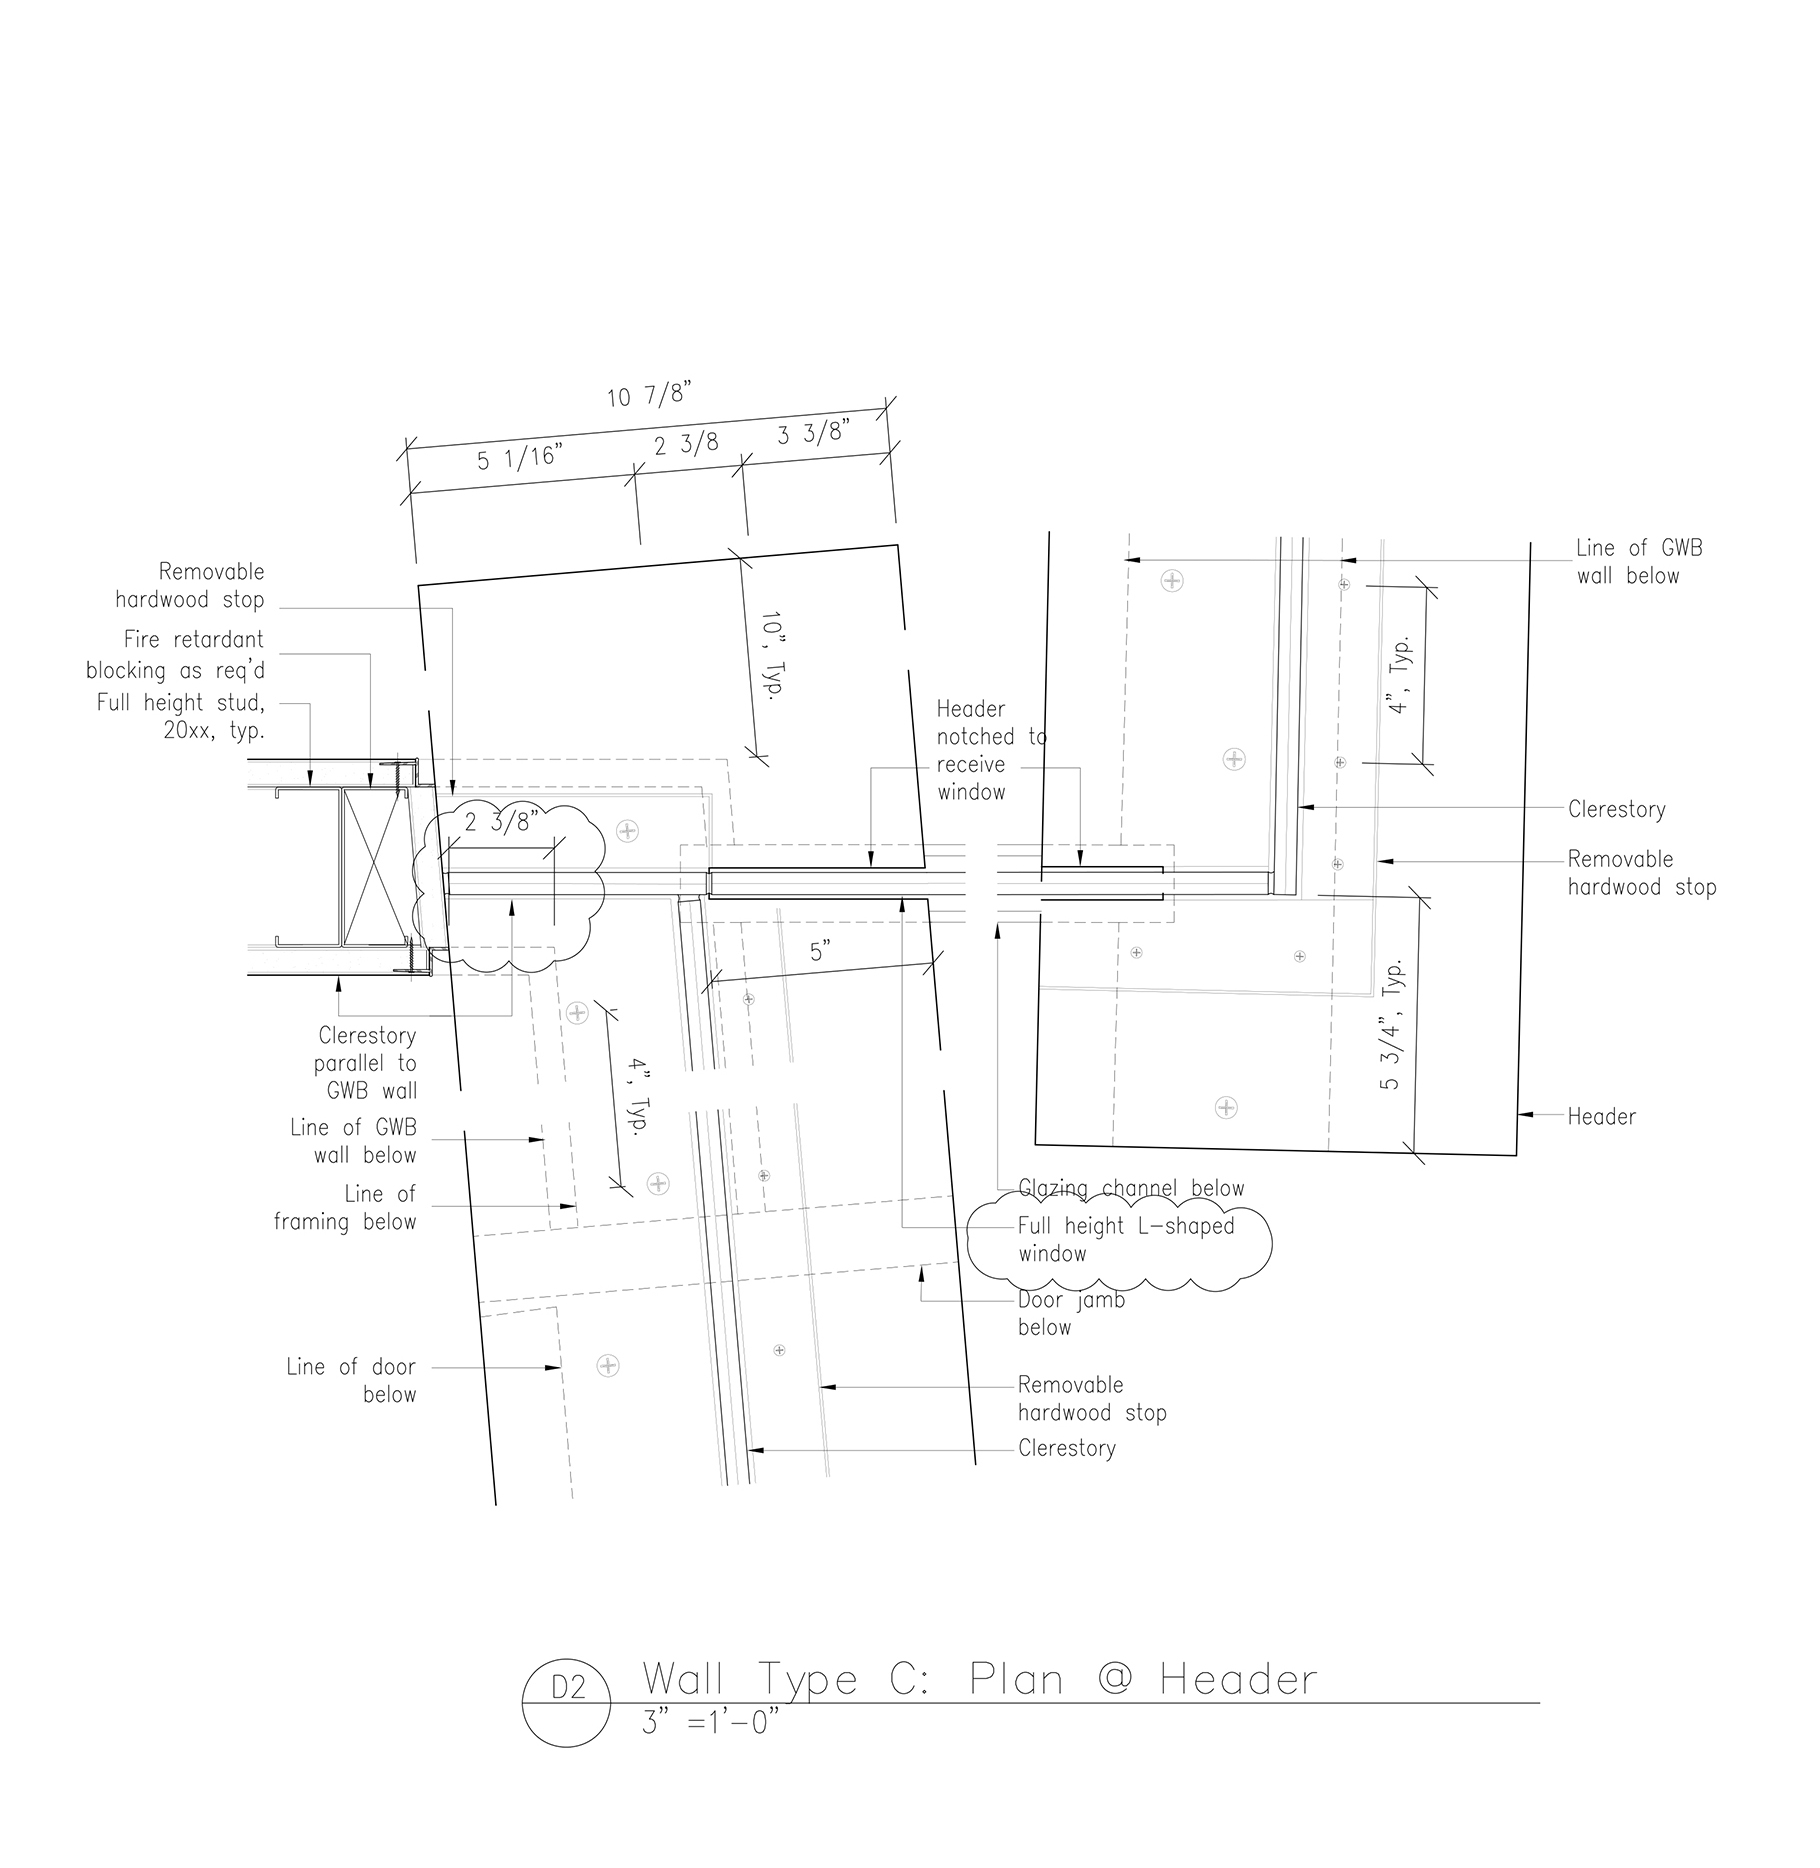 10 7/8”
5 1/16”
2 3/8
3 3/8”
Removable
hardwood stop
Fire retardant
blocking as req'd
Full height stud,
20xx, typ.
10”, Typ.
Header
notched to
receive
window
Line of GWB
wall below
4”, Typ.
Clerestory
Removable
hardwood stop
2 3/8”
5”
5 3/4”, Typ.
Clerestory
parallel to
GWB wall
4”, Typ.
Line of GWB
wall below
Line of
framing below
Line of door
below
Header
Glazing channel below
Full height L-shaped
window
Door jamb
below
Removable
hardwood stop
Clerestory
D2
Wall Type C: Plan @ Header
3” =1'-0”